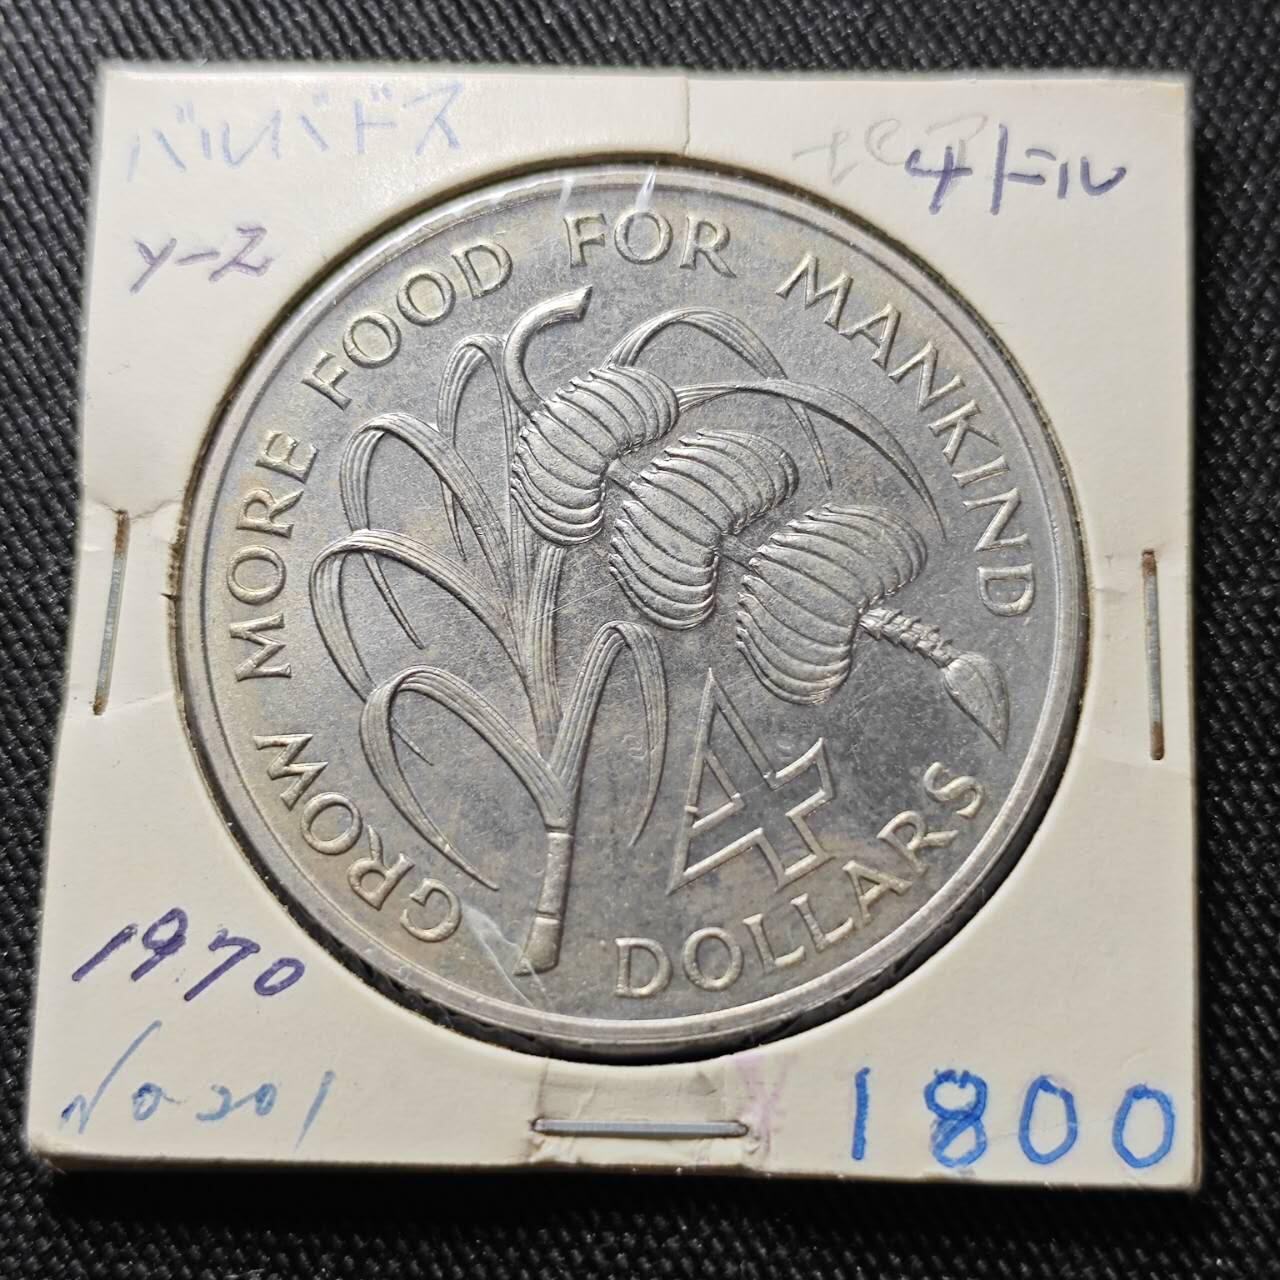 バルバドス
4ドル
Y-2
GROW MORE FOOD FOR MANKIND
4
DOLLARS
1970
No 201
1800